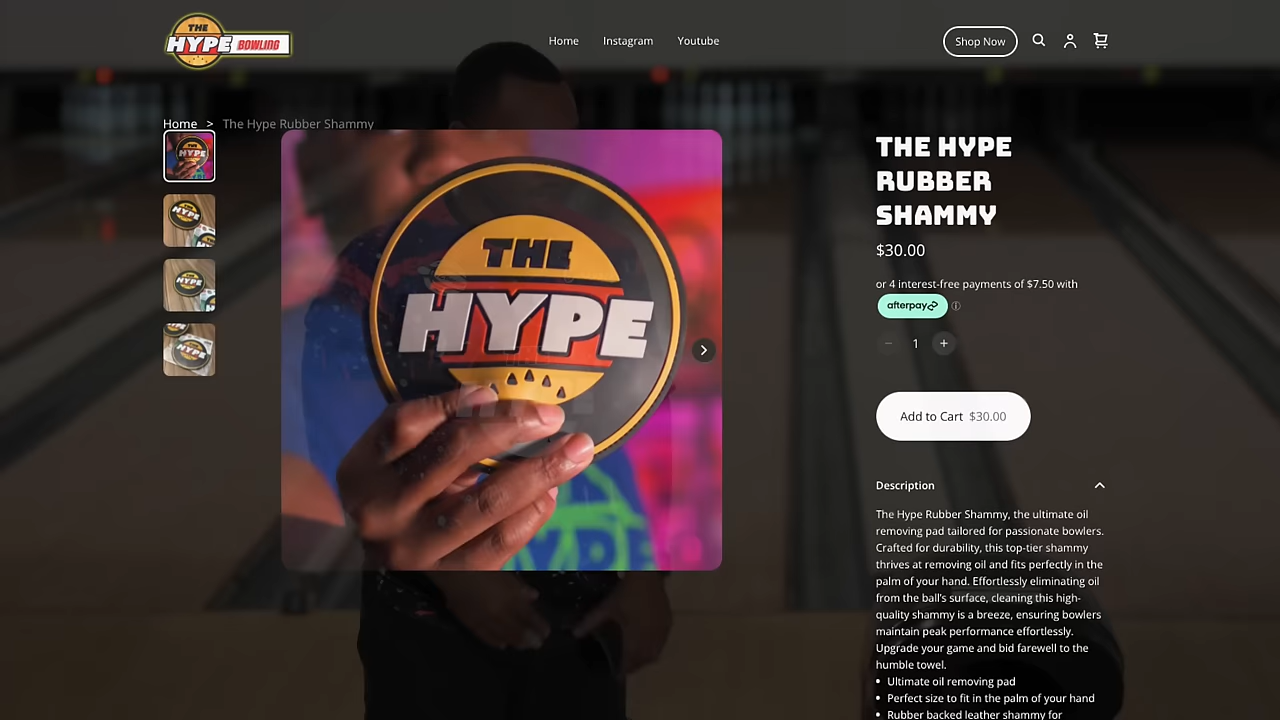 THE
HYPE BOWLING
Home
Instagram
Youtube
Shop Now
Home > The Hype Rubber Shammy
THE
HYPE
THE HYPE
RUBBER
SHAMMY
$30.00
or 4 interest-free payments of $7.50 with
afterpay
1
Add to Cart $30.00
Description
The Hype Rubber Shammy, the ultimate oil
removing pad tailored for passionate bowlers.
Crafted for durability, this top-tier shammy
thrives at removing oil and fits perfectly in the
palm of your hand. Effortlessly eliminating oil
from the ball's surface, cleaning this high-
quality shammy is a breeze, ensuring bowlers
maintain peak performance effortlessly.
Upgrade your game and bid farewell to the
humble towel.
• Ultimate oil removing pad
• Perfect size to fit in the palm of your hand
• Rubber backed leather shammy for